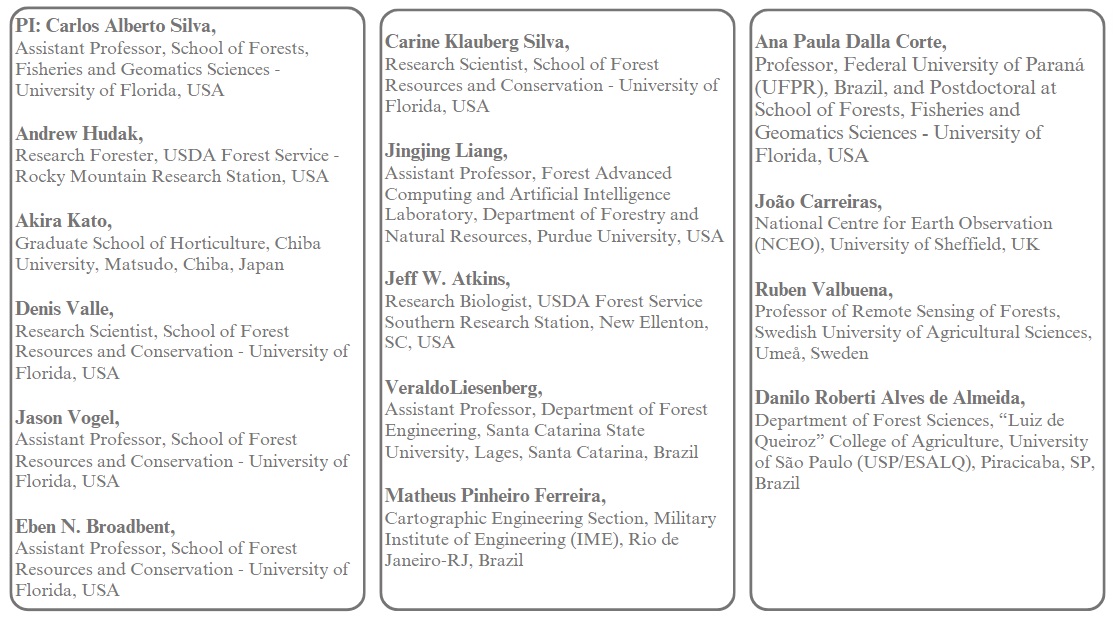 PI: Carlos Alberto Silva,
Assistant Professor, School of Forests,
Fisheries and Geomatics Sciences -
University of Florida, USA
Andrew Hudak,
Research Forester, USDA Forest Service -
Rocky Mountain Research Station, USA
Akira Kato,
Graduate School of Horticulture, Chiba
University, Matsudo, Chiba, Japan
Denis Valle,
Research Scientist, School of Forest
Resources and Conservation - University of
Florida, USA
Jason Vogel,
Assistant Professor, School of Forest
Resources and Conservation - University of
Florida, USA
Eben N. Broadbent,
Assistant Professor, School of Forest
Resources and Conservation - University of
Florida, USA
Carine Klauberg Silva,
Research Scientist, School of Forest
Resources and Conservation - University of
Florida, USA
Jingjing Liang,
Assistant Professor, Forest Advanced
Computing and Artificial Intelligence
Laboratory, Department of Forestry and
Natural Resources, Purdue University, USA
Jeff W. Atkins,
Research Biologist, USDA Forest Service
Southern Research Station, New Ellenton,
SC, USA
VeraldoLiesenberg,
Assistant Professor, Department of Forest
Engineering, Santa Catarina State
University, Lages, Santa Catarina, Brazil
Matheus Pinheiro Ferreira,
Cartographic Engineering Section, Military
Institute of Engineering (IME), Rio de
Janeiro-RJ, Brazil
Ana Paula Dalla Corte,
Professor, Federal University of Paraná
(UFPR), Brazil, and Postdoctoral at
School of Forests, Fisheries and
Geomatics Sciences - University of
Florida, USA
João Carreiras,
National Centre for Earth Observation
(NCEO), University of Sheffield, UK
Ruben Valbuena,
Professor of Remote Sensing of Forests,
Swedish University of Agricultural Sciences,
Umeå, Sweden
Danilo Roberti Alves de Almeida,
Department of Forest Sciences, “Luiz de
Queiroz” College of Agriculture, University
of São Paulo (USP/ESALQ), Piracicaba, SP,
Brazil